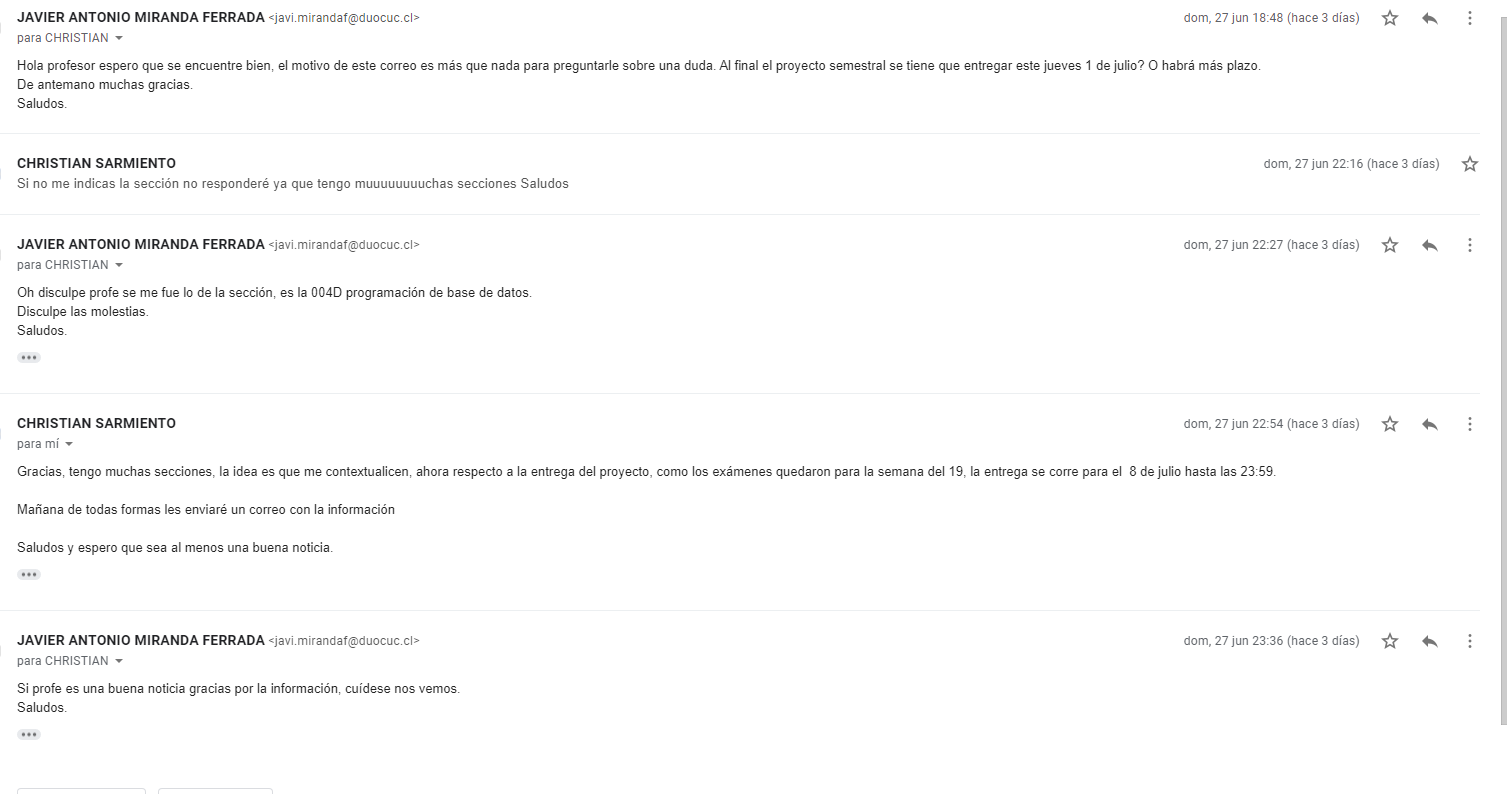 JAVIER ANTONIO MIRANDA FERRADA <javi.mirandaf@duocuc.cl> dom, 27 jun 18:48 (hace 3 días)
para CHRISTIAN
Hola profesor espero que se encuentre bien, el motivo de este correo es más que nada para preguntarle sobre una duda. Al final el proyecto semestral se tiene que entregar este jueves 1 de julio? O habrá más plazo.
De antemano muchas gracias.
Saludos.
CHRISTIAN SARMIENTO dom, 27 jun 22:16 (hace 3 días)
Si no me indicas la sección no responderé ya que tengo muuuuuuuuchas secciones Saludos
JAVIER ANTONIO MIRANDA FERRADA <javi.mirandaf@duocuc.cl> dom, 27 jun 22:27 (hace 3 días)
para CHRISTIAN
Oh disculpe profe se me fue lo de la sección, es la 004D programación de base de datos.
Disculpe las molestias.
Saludos.
CHRISTIAN SARMIENTO dom, 27 jun 22:54 (hace 3 días)
para mí
Gracias, tengo muchas secciones, la idea es que me contextualicen, ahora respecto a la entrega del proyecto, como los exámenes quedaron para la semana del 19, la entrega se corre para el 8 de julio hasta las 23:59.
Mañana de todas formas les enviaré un correo con la información
Saludos y espero que sea al menos una buena noticia.
JAVIER ANTONIO MIRANDA FERRADA <javi.mirandaf@duocuc.cl> dom, 27 jun 23:36 (hace 3 días)
para CHRISTIAN
Si profe es una buena noticia gracias por la información, cuídese nos vemos.
Saludos.